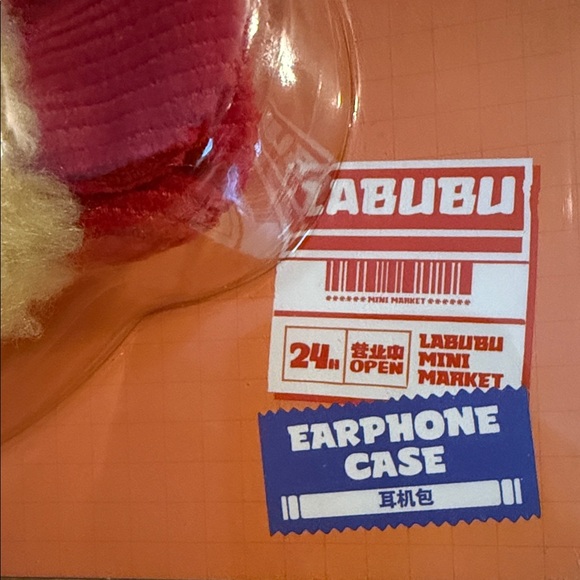 LABUBU
MINI MARKET
24H
营业中
OPEN
LABUBU
MINI
MARKET
EARPHONE
CASE
耳机包